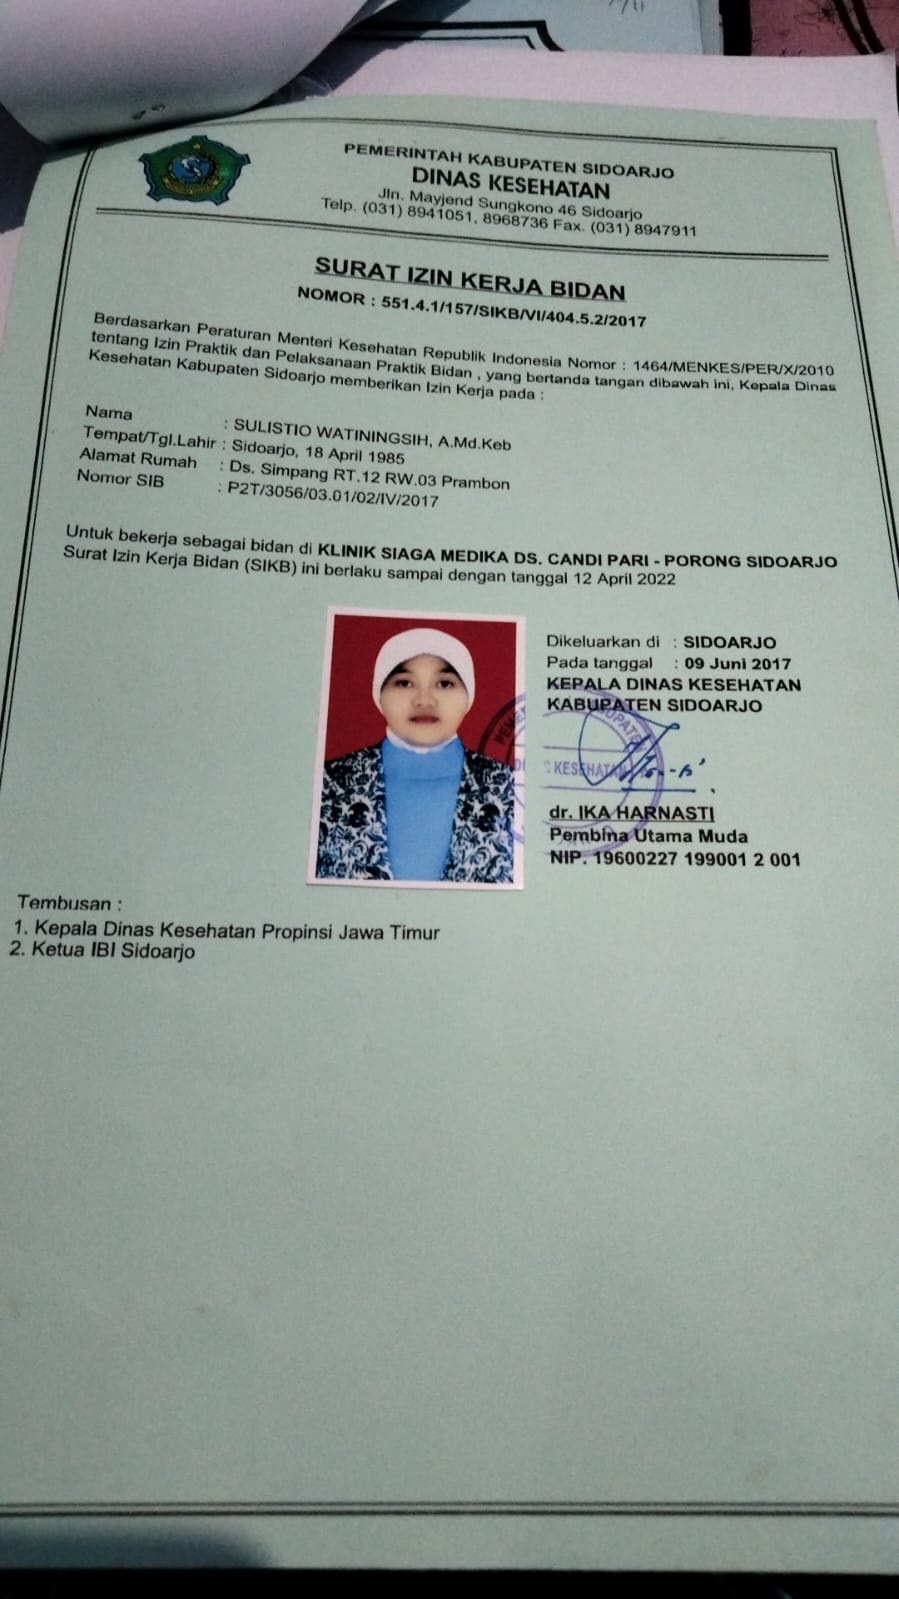 PEMERINTAH KABUPATEN SIDOARJO
DINAS KESEHATAN
Jln. Mayjend Sungkono 46 Sidoarjo
Telp. (031) 8941051, 8968736 Fax. (031) 8947911
SURAT IZIN KERJA BIDAN
NOMOR : 551.4.1/157/SIKB/VI/404.5.2/2017
Berdasarkan Peraturan Menteri Kesehatan Republik Indonesia Nomor : 1464/MENKES/PER/X/2010
tentang Izin Praktik dan Pelaksanaan Praktik Bidan , yang bertanda tangan dibawah ini, Kepala Dinas
Kesehatan Kabupaten Sidoarjo memberikan Izin Kerja pada :
Nama : SULISTIO WATININGSIH, A.Md.Keb
Tempat/Tgl.Lahir : Sidoarjo, 18 April 1985
Alamat Rumah : Ds. Simpang RT.12 RW.03 Prambon
Nomor SIB : P2T/3056/03.01/02/IV/2017
Untuk bekerja sebagai bidan di KLINIK SIAGA MEDIKA DS. CANDI PARI - PORONG SIDOARJO
Surat Izin Kerja Bidan (SIKB) ini berlaku sampai dengan tanggal 12 April 2022
Dikeluarkan di : SIDOARJO
Pada tanggal : 09 Juni 2017
KEPALA DINAS KESEHATAN
KABUPATEN SIDOARJO
KESEHATAN
dr. IKA HARNASTI
Pembina Utama Muda
NIP. 19600227 199001 2 001
Tembusan :
1. Kepala Dinas Kesehatan Propinsi Jawa Timur
2. Ketua IBI Sidoarjo